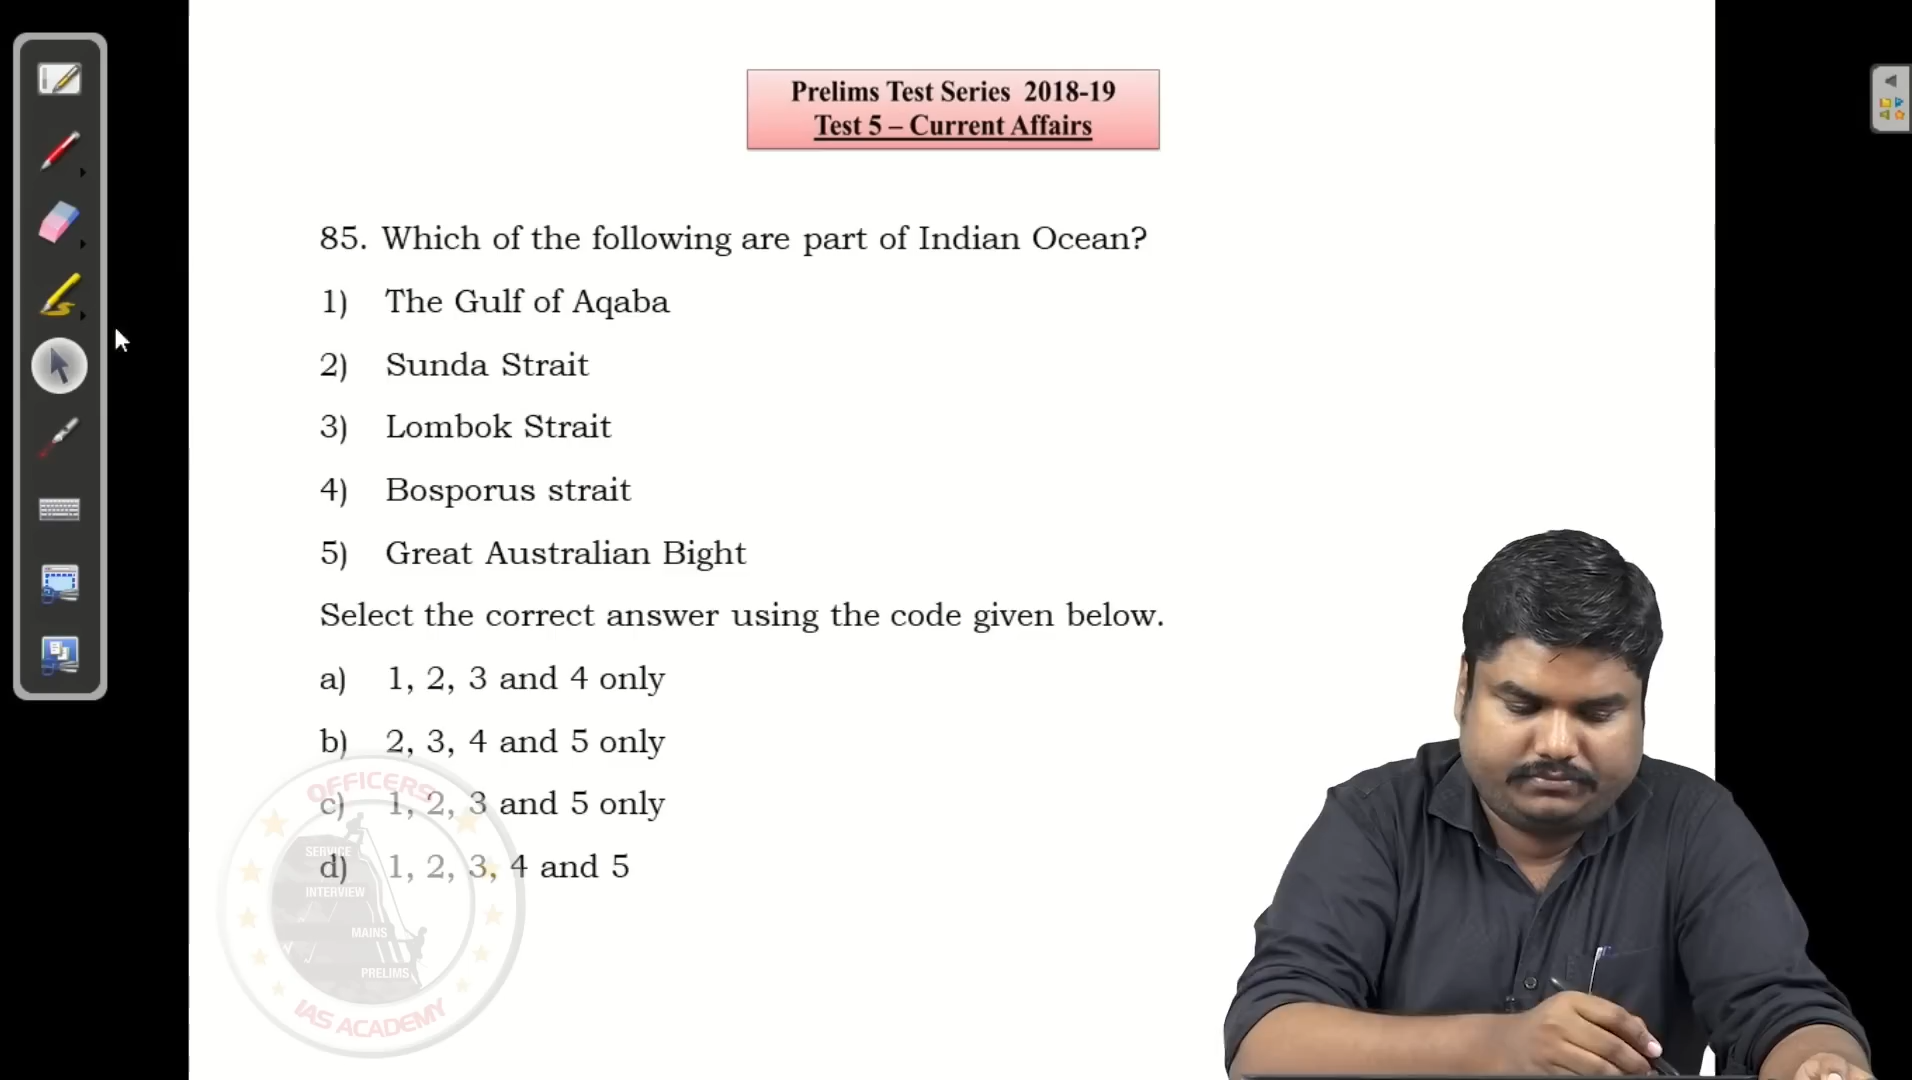 Prelims Test Series 2018-19
Test 5 – Current Affairs
85. Which of the following are part of Indian Ocean?
1) The Gulf of Aqaba
2) Sunda Strait
3) Lombok Strait
4) Bosporus strait
5) Great Australian Bight
Select the correct answer using the code given below.
a) 1, 2, 3 and 4 only
b) 2, 3, 4 and 5 only
c) 1, 2, 3 and 5 only
d) 1, 2, 3, 4 and 5
OFFICERS
SERVICE
INTERVIEW
MAINS
PRELIMS
IAS ACADEMY